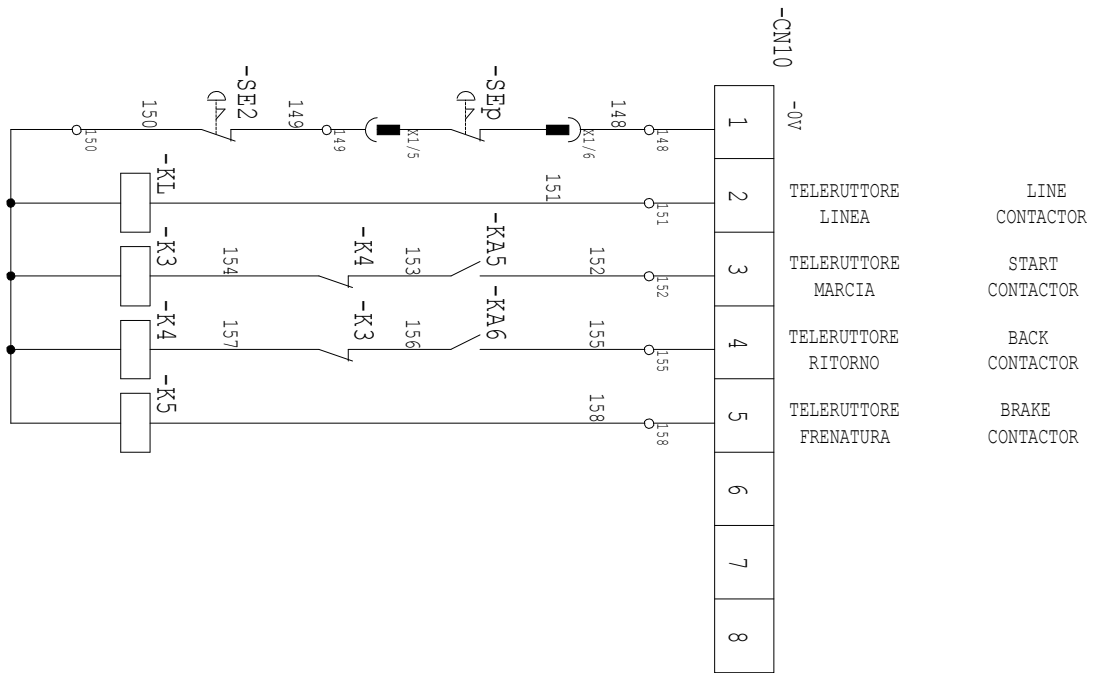 -CN10
-0V
-SE2
-SEp
150
150
149
149
X1/5
X1/6
148
148
1
-KL
151
151
2
TELERUTTORE
LINEA
LINE
CONTACTOR
-K3
154
-K4
153
-KA5
152
152
3
TELERUTTORE
MARCIA
START
CONTACTOR
-K4
157
-K3
156
-KA6
155
155
4
TELERUTTORE
RITORNO
BACK
CONTACTOR
-K5
158
158
5
TELERUTTORE
FRENATURA
BRAKE
CONTACTOR
6
7
8